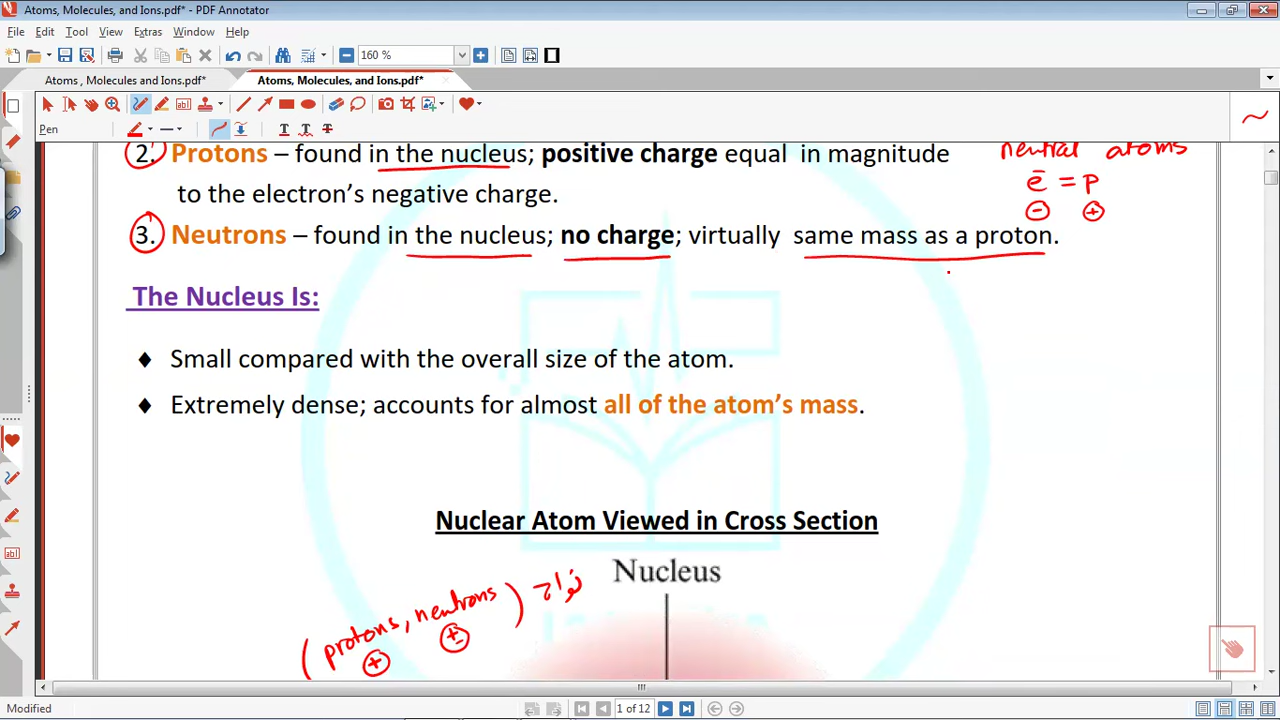 Atoms, Molecules, and Ions.pdf* - PDF Annotator
File Edit Tool View Extras Window Help
160 %
Atoms , Molecules and Ions.pdf* Atoms, Molecules, and Ions.pdf*
Pen
2. Protons – found in the nucleus; positive charge equal in magnitude
to the electron's negative charge.
neutral atoms
e̅ = p
⊖ ⊕
3. Neutrons – found in the nucleus; no charge; virtually same mass as a proton.
The Nucleus Is:
♦ Small compared with the overall size of the atom.
♦ Extremely dense; accounts for almost all of the atom's mass.
Nuclear Atom Viewed in Cross Section
Nucleus
(protons, neutrons)
+ ±
Modified 1 of 12